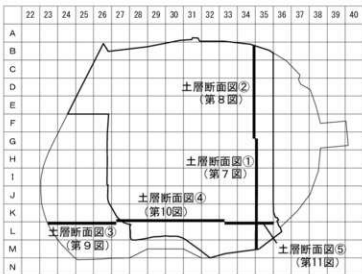 22 23 24 25 26 27 28 29 30 31 32 33 34 35 36 37 38 39 40
A
B
C
D
E
F
G
H
I
J
K
L
M
N
土層断面図②
(第8図)
土層断面図①
(第7図)
土層断面図④
(第10図)
土層断面図③
(第9図)
土層断面図⑤
(第11図)